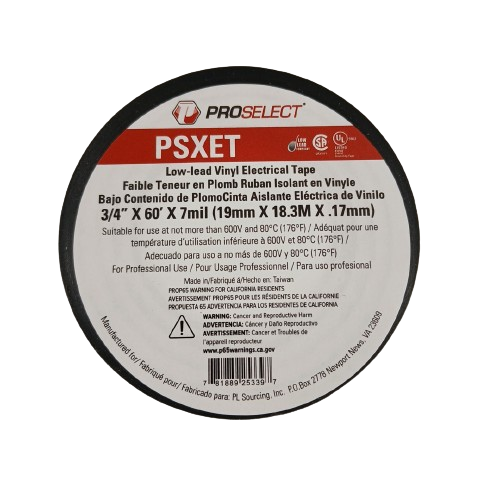 PROSELECT®
PSXET
LOW LEAD
Low-lead Vinyl Electrical Tape
Faible Teneur en Plomb Ruban Isolant en Vinyle
Bajo Contenido de PlomoCinta Aislante Eléctrica de Vinilo
3/4" X 60' X 7mil (19mm X 18.3M X .17mm)
Suitable for use at not more than 600V and 80°C (176°F) / Adéquat pour une
température d'utilisation inférieure à 600V et 80°C (176°F) /
Adecuado para uso a no más de 600V y 80°C (176°F)
For Professional Use / Pour Usage Professionnel / Para uso profesional
Made in/Fabriqué à/Hecho en: Taiwan
PROP65 WARNING FOR CALIFORNIA RESIDENTS
AVERTISSEMENT PROP65 POUR LES RÉSIDENTS DE LA CALIFORNIE
PROPUESTA 65 ADVERTENCIA PARA LOS RESIDENTES DE CALIFORNIA
WARNING: Cancer and Reproductive Harm
ADVERTENCIA: Cáncer y Daño Reproductivo
AVERTISSEMENT: Cancer et Troubles de
l'appareil reproducteur
www.p65warnings.ca.gov
7 81889 25339 7
Manufactured for/ Fabriqué pour/ Fabricado para: PL Sourcing, Inc. P.O.Box 2778 Newport News, VA 23609